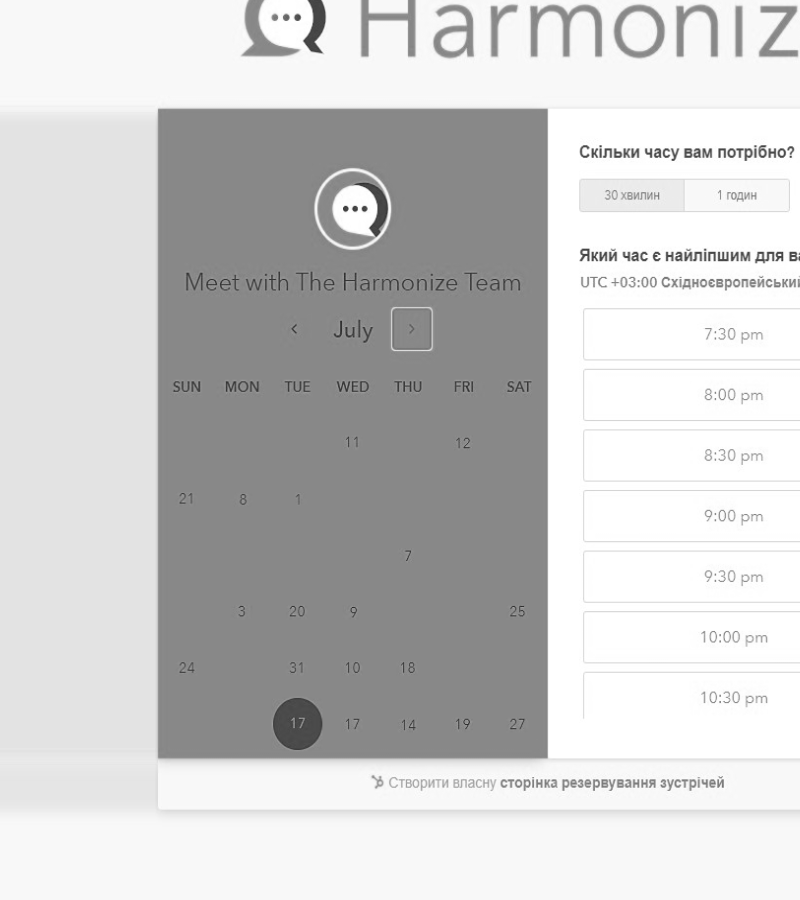 Harmoniz
Meet with The Harmonize Team
July
SUN MON TUE WED THU FRI SAT
11 12
21 8 1
7
3 20 9 25
24 31 10 18
17 17 14 19 27
Скільки часу вам потрібно?
30 хвилин 1 годин
Який час є найліпшим для ва
UTC +03:00 Східноєвропейський
7:30 pm
8:00 pm
8:30 pm
9:00 pm
9:30 pm
10:00 pm
10:30 pm
Створити власну сторінка резервування зустрічей